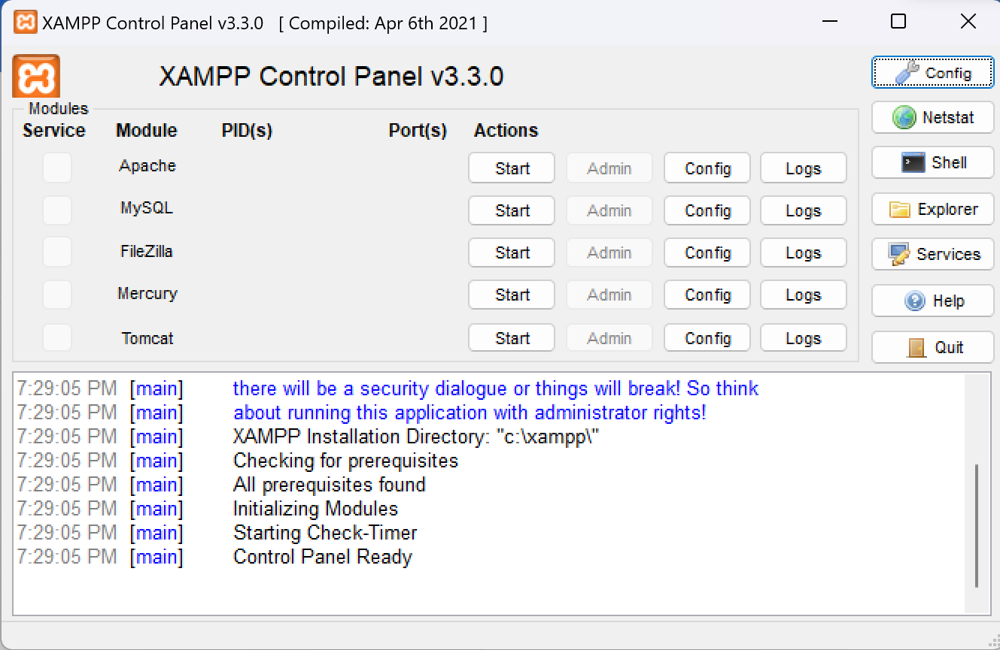 XAMPP Control Panel v3.3.0 [ Compiled: Apr 6th 2021 ]
XAMPP Control Panel v3.3.0
Config
Modules
Netstat
Service Module PID(s) Port(s) Actions
Apache Start Admin Config Logs
Shell
MySQL Start Admin Config Logs
Explorer
FileZilla Start Admin Config Logs
Services
Mercury Start Admin Config Logs
Help
Tomcat Start Admin Config Logs
Quit
7:29:05 PM [main] there will be a security dialogue or things will break! So think
7:29:05 PM [main] about running this application with administrator rights!
7:29:05 PM [main] XAMPP Installation Directory: "c:\xampp\"
7:29:05 PM [main] Checking for prerequisites
7:29:05 PM [main] All prerequisites found
7:29:05 PM [main] Initializing Modules
7:29:05 PM [main] Starting Check-Timer
7:29:05 PM [main] Control Panel Ready